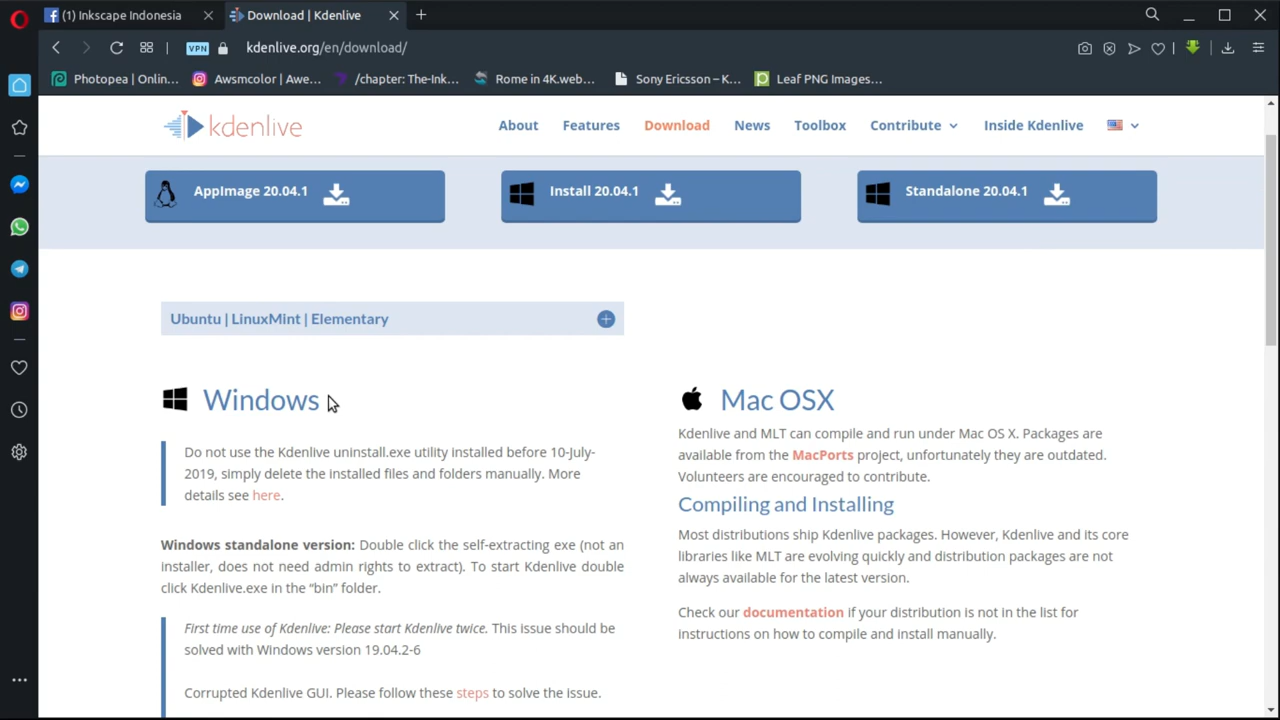 (1) Inkscape Indonesia
Download | Kdenlive
VPN
kdenlive.org/en/download/
Photopea | Onlin...
Awsmcolor | Awe...
/chapter: The-Ink...
Rome in 4K.web...
Sony Ericsson – K...
Leaf PNG Images...
kdenlive
About
Features
Download
News
Toolbox
Contribute
Inside Kdenlive
AppImage 20.04.1
Install 20.04.1
Standalone 20.04.1
Ubuntu | LinuxMint | Elementary
Windows
Do not use the Kdenlive uninstall.exe utility installed before 10-July-
2019, simply delete the installed files and folders manually. More
details see here.
Windows standalone version: Double click the self-extracting exe (not an
installer, does not need admin rights to extract). To start Kdenlive double
click Kdenlive.exe in the “bin” folder.
First time use of Kdenlive: Please start Kdenlive twice. This issue should be
solved with Windows version 19.04.2-6
Corrupted Kdenlive GUI. Please follow these steps to solve the issue.
Mac OSX
Kdenlive and MLT can compile and run under Mac OS X. Packages are
available from the MacPorts project, unfortunately they are outdated.
Volunteers are encouraged to contribute.
Compiling and Installing
Most distributions ship Kdenlive packages. However, Kdenlive and its core
libraries like MLT are evolving quickly and distribution packages are not
always available for the latest version.
Check our documentation if your distribution is not in the list for
instructions on how to compile and install manually.